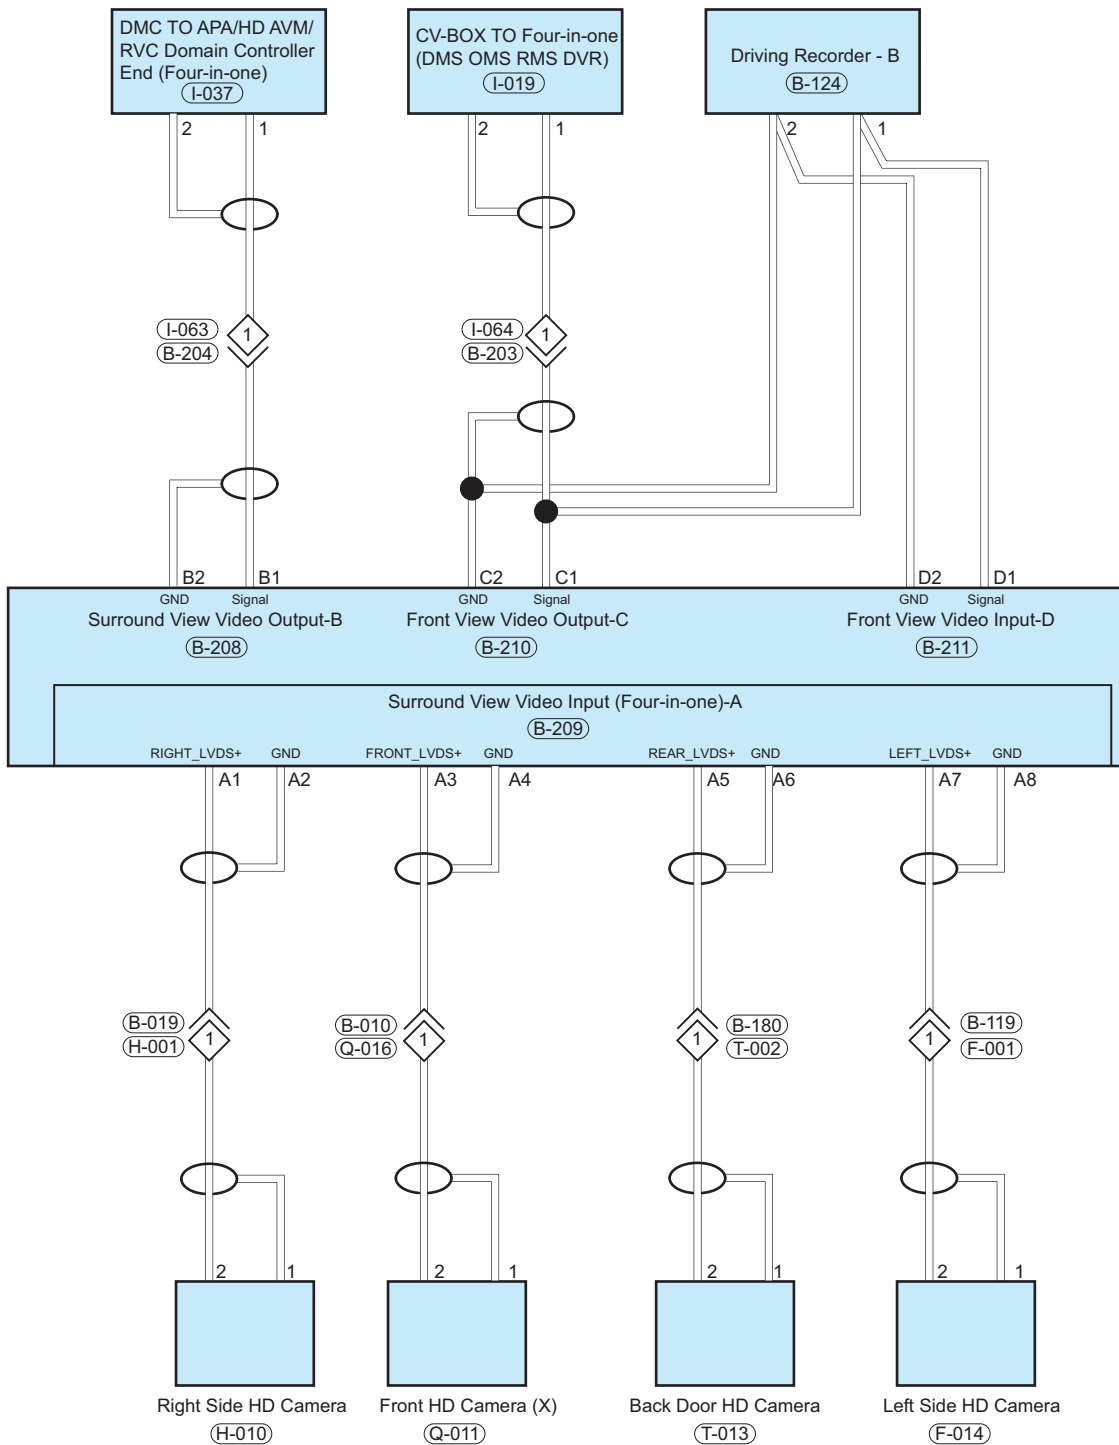 DMC TO APA/HD AVM/
RVC Domain Controller
End (Four-in-one)
I-037
CV-BOX TO Four-in-one
(DMS OMS RMS DVR)
I-019
Driving Recorder - B
B-124
2 1
2 1
2 1
I-063
B-204
1
I-064
B-203
1
B2 B1
C2 C1
D2 D1
GND Signal
Surround View Video Output-B
B-208
GND Signal
Front View Video Output-C
B-210
GND Signal
Front View Video Input-D
B-211
Surround View Video Input (Four-in-one)-A
B-209
RIGHT_LVDS+ GND
FRONT_LVDS+ GND
REAR_LVDS+ GND
LEFT_LVDS+ GND
A1 A2
A3 A4
A5 A6
A7 A8
B-019
H-001
1
B-010
Q-016
1
B-180
T-002
1
B-119
F-001
1
2 1
2 1
2 1
2 1
Right Side HD Camera
H-010
Front HD Camera (X)
Q-011
Back Door HD Camera
T-013
Left Side HD Camera
F-014